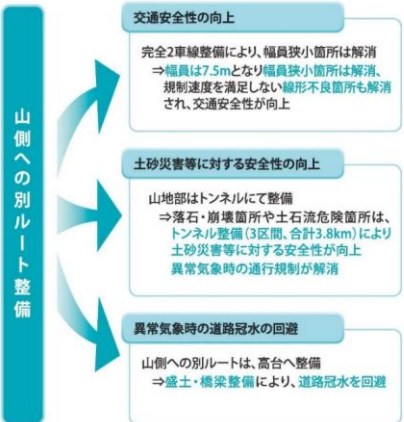 山側への別ルート整備
交通安全性の向上
完全2車線整備により、幅員狭小箇所は解消
⇒幅員は7.5mとなり幅員狭小箇所は解消、
規制速度を満足しない線形不良箇所も解消
され、交通安全性が向上
土砂災害等に対する安全性の向上
山地部はトンネルにて整備
⇒落石・崩壊箇所や土石流危険箇所は、
トンネル整備(3区間、合計3.8km)により
土砂災害等に対する安全性が向上
異常気象時の通行規制が解消
異常気象時の道路冠水の回避
山側への別ルートは、高台へ整備
⇒盛土・橋梁整備により、道路冠水を回避